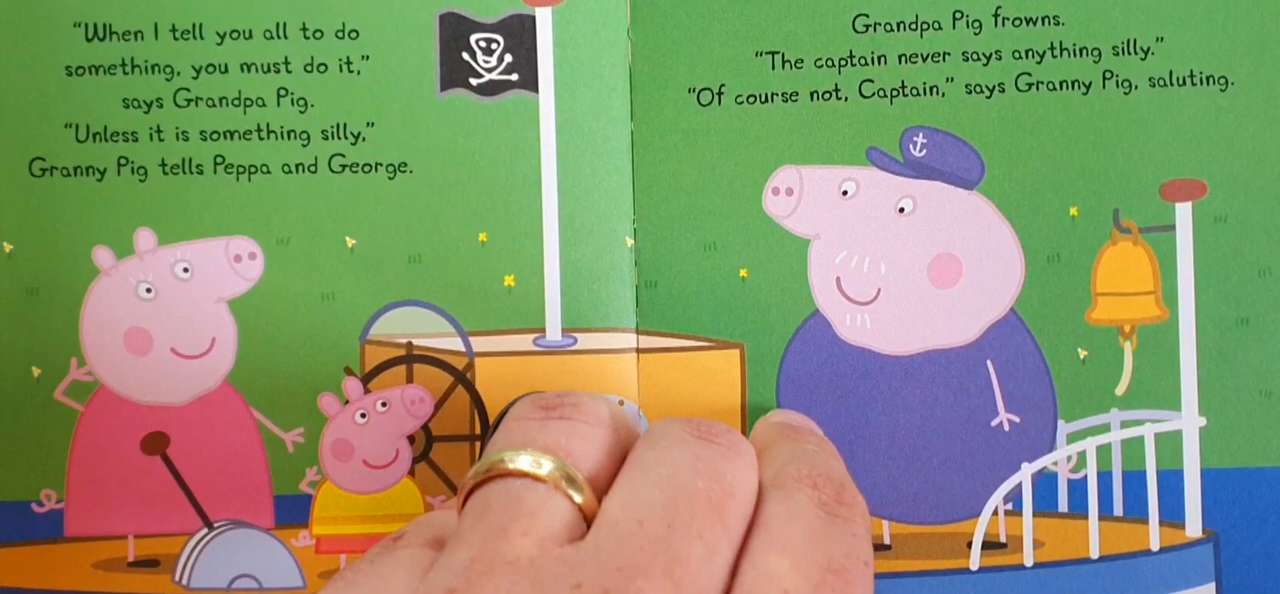 “When I tell you all to do
something, you must do it,”
says Grandpa Pig.
“Unless it is something silly,”
Granny Pig tells Peppa and George.
Grandpa Pig frowns.
“The captain never says anything silly.”
“Of course not, Captain,” says Granny Pig, saluting.